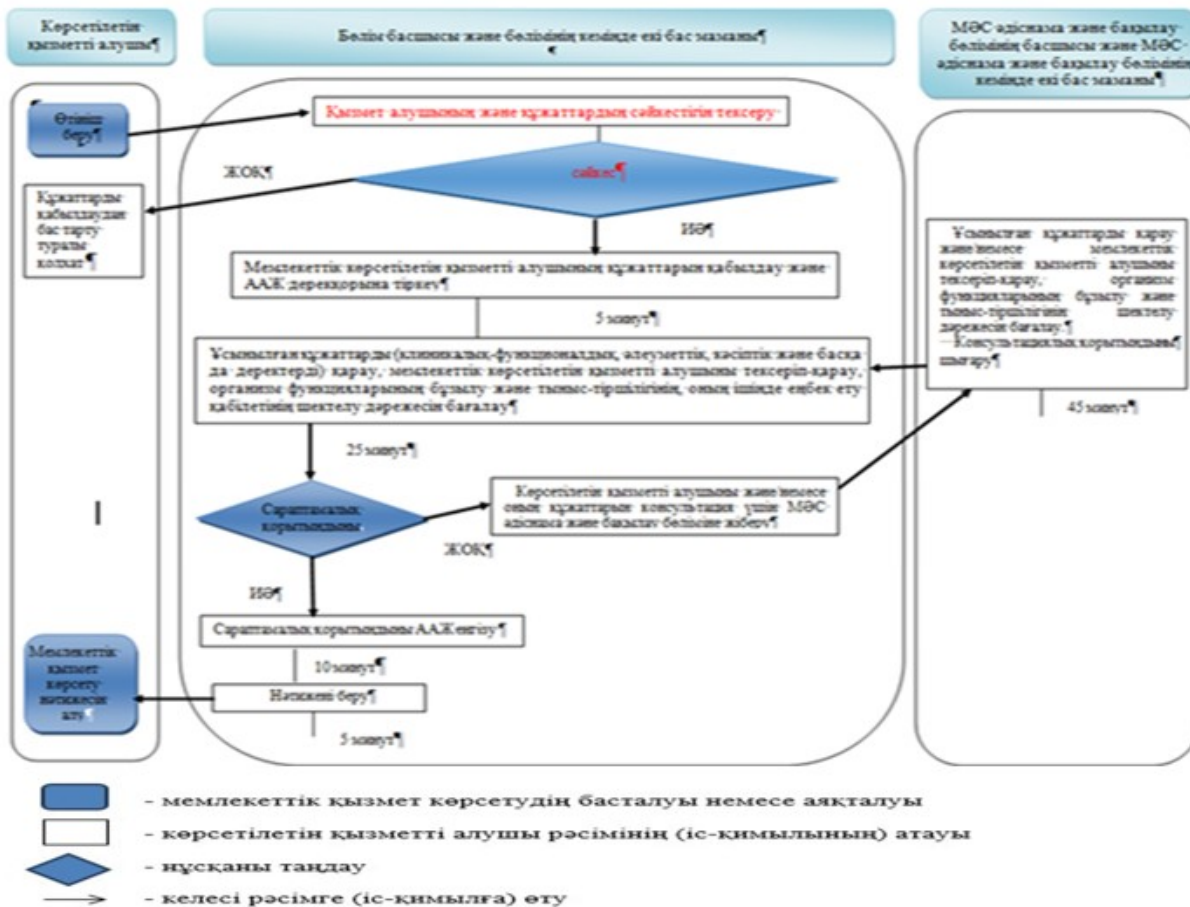 Көрсетілетін
қызметті алушы¶
Бөлім басшысы және бөлімінің кемінде екі бас маманы¶
¶
МӘС әдіснама және бақылау
бөлімінің басшысы және МӘС
әдіснама және бақылау бөлімінің
кемінде екі бас маманы¶
¶
Өтініш
беру¶
Қызмет алушының және құжаттардың сәйкестігін тексеру
сәйкес¶
ЖОҚ¶
ИӘ¶
Құжаттарды
қабылдаудан
бас тарту
туралы
қолхат¶
Мемлекеттік көрсетілетін қызметті алушының құжаттарын қабылдау және
ААЖ дерекқорына тіркеу¶
5 минут¶
Ұсынылған құжаттарды қарау
және/немесе мемлекеттік
көрсетілетін қызметті алушыны
тексеріп-қарау, организм
функцияларының бұзылу және
тыныс-тіршілігінің шектелу
дәрежесін бағалау.¶
Консультациялық қорытындыны
шығару¶
45 минут¶
Ұсынылған құжаттарды (клиникалық-функционалдық, әлеуметтік, кәсіптік және басқа
да деректерді) қарау, мемлекеттік көрсетілетін қызметті алушыны тексеріп-қарау,
организм функцияларының бұзылу және тыныс-тіршілігінің, оның ішінде еңбек ету
қабілетінің шектелу дәрежесін бағалау¶
25 минут¶
Сараптамалық
қорытындыны
ЖОҚ¶
Көрсетілетін қызметті алушыны және/немесе
оның құжаттарын консультация үшін МӘС
әдіснама және бақылау бөліміне жіберу¶
ИӘ¶
Сараптамалық қорытындыны ААЖ енгізу¶
10 минут¶
Нәтижені беру¶
5 минут¶
Мемлекеттік
қызмет
көрсету
нәтижесін
алу¶
- мемлекеттік қызмет көрсетудің басталуы немесе аяқталуы
- көрсетілетін қызметті алушы рәсімінің (іс-қимылының) атауы
- нұсқаны таңдау
- келесі рәсімге (іс-қимылға) өту